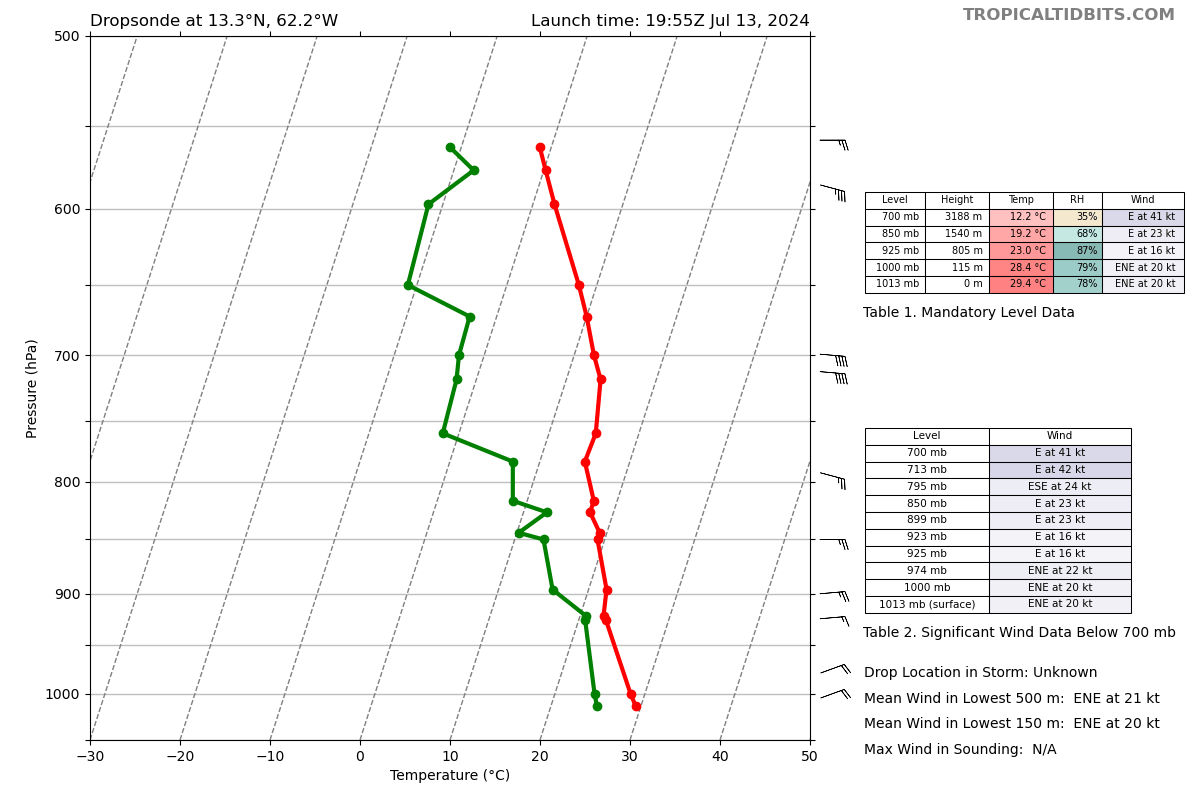 Dropsonde at 13.3°N, 62.2°W
Launch time: 19:55Z Jul 13, 2024
TROPICALTIDBITS.COM
500
600
700
800
900
1000
Pressure (hPa)
−30 −20 −10 0 10 20 30 40 50
Temperature (°C)
Level Height Temp RH Wind
700 mb 3188 m 12.2 °C 35% E at 41 kt
850 mb 1540 m 19.2 °C 68% E at 23 kt
925 mb 805 m 23.0 °C 87% E at 16 kt
1000 mb 115 m 28.4 °C 79% ENE at 20 kt
1013 mb 0 m 29.4 °C 78% ENE at 20 kt
Table 1. Mandatory Level Data
Level Wind
700 mb E at 41 kt
713 mb E at 42 kt
795 mb ESE at 24 kt
850 mb E at 23 kt
899 mb E at 23 kt
923 mb E at 16 kt
925 mb E at 16 kt
974 mb ENE at 22 kt
1000 mb ENE at 20 kt
1013 mb (surface) ENE at 20 kt
Table 2. Significant Wind Data Below 700 mb
Drop Location in Storm: Unknown
Mean Wind in Lowest 500 m: ENE at 21 kt
Mean Wind in Lowest 150 m: ENE at 20 kt
Max Wind in Sounding: N/A